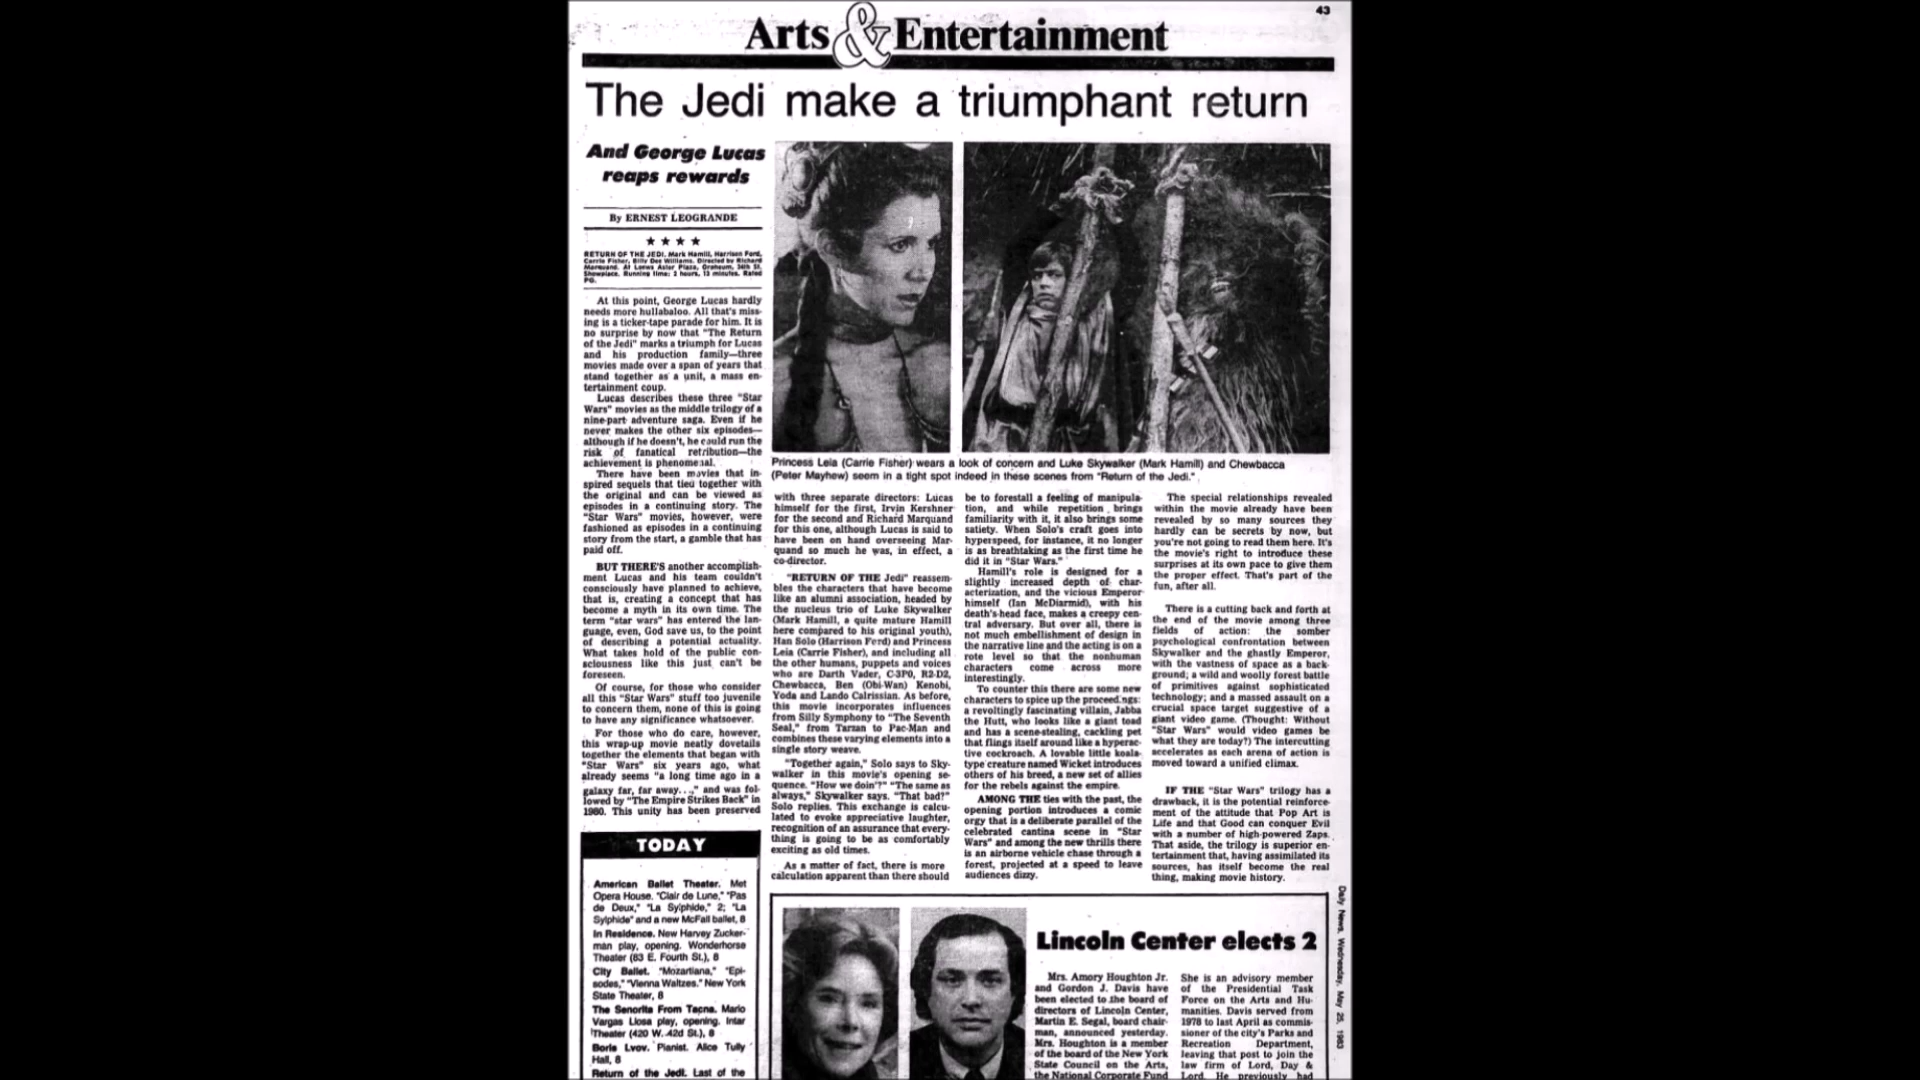 43
Arts & Entertainment
The Jedi make a triumphant return
And George Lucas
reaps rewards
By ERNEST LEOGRANDE
★ ★ ★ ★
RETURN OF THE JEDI. Mark Hamill, Harrison Ford,
Carrie Fisher, Billy Dee Williams. Directed by Richard
Marquand. At Loews Astor Plaza, Orpheum, 34th St.
Showplace. Running time: 2 hours, 13 minutes. Rated
PG.
At this point, George Lucas hardly
needs more hullabaloo. All that's miss-
ing is a ticker-tape parade for him. It is
no surprise by now that "The Return
of the Jedi" marks a triumph for Lucas
and his production family—three
movies made over a span of years that
stand together as a unit, a mass en-
tertainment coup.
Lucas describes these three "Star
Wars" movies as the middle trilogy of a
nine-part adventure saga. Even if he
never makes the other six episodes—
although if he doesn't, he could run the
risk of fanatical retribution—the
achievement is phenomenal.
There have been movies that in-
spired sequels that tied together with
the original and can be viewed as
episodes in a continuing story. The
"Star Wars" movies, however, were
fashioned as episodes in a continuing
story from the start, a gamble that has
paid off.
BUT THERE'S another accomplish-
ment Lucas and his team couldn't
consciously have planned to achieve,
that is, creating a concept that has
become a myth in its own time. The
term "star wars" has entered the lan-
guage, even, God save us, to the point
of describing a potential actuality.
What takes hold of the public con-
sciousness like this just can't be
foreseen.
Of course, for those who consider
all this "Star Wars" stuff too juvenile
to concern them, none of this is going
to have any significance whatsoever.
For those who do care, however,
this wrap-up movie neatly dovetails
together the elements that began with
"Star Wars" six years ago, what
already seems "a long time ago in a
galaxy far, far away. . .," and was fol-
lowed by "The Empire Strikes Back" in
1980. This unity has been preserved
Princess Leia (Carrie Fisher) wears a look of concern and Luke Skywalker (Mark Hamill) and Chewbacca
(Peter Mayhew) seem in a tight spot indeed in these scenes from "Return of the Jedi."
with three separate directors: Lucas
himself for the first, Irvin Kershner
for the second and Richard Marquand
for this one, although Lucas is said to
have been on hand overseeing Mar-
quand so much he was, in effect, a
co-director.
"RETURN OF THE Jedi" reassem-
bles the characters that have become
like an alumni association, headed by
the nucleus trio of Luke Skywalker
(Mark Hamill, a quite mature Hamill
here compared to his original youth),
Han Solo (Harrison Ford) and Princess
Leia (Carrie Fisher), and including all
the other humans, puppets and voices
who are Darth Vader, C-3P0, R2-D2,
Chewbacca, Ben (Obi-Wan) Kenobi,
Yoda and Lando Calrissian. As before,
this movie incorporates influences
from Silly Symphony to "The Seventh
Seal," from Tarzan to Pac-Man and
combines these varying elements into a
single story weave.
"Together again," Solo says to Sky-
walker in this movie's opening se-
quence. "How we doin'?" "The same as
always," Skywalker says. "That bad?"
Solo replies. This exchange is calcu-
lated to evoke appreciative laughter,
recognition of an assurance that every-
thing is going to be as comfortably
exciting as old times.
As a matter of fact, there is more
calculation apparent than there should
be to forestall a feeling of manipula-
tion, and while repetition brings
familiarity with it, it also brings some
satiety. When Solo's craft goes into
hyperspeed, for instance, it no longer
is as breathtaking as the first time he
did it in "Star Wars."
Hamill's role is designed for a
slightly increased depth of char-
acterization, and the vicious Emperor
himself (Ian McDiarmid), with his
death's-head face, makes a creepy cen-
tral adversary. But over all, there is
not much embellishment of design in
the narrative line and the acting is on a
rote level so that the nonhuman
characters come across more
interestingly.
To counter this there are some new
characters to spice up the proceedings:
a revoltingly fascinating villain, Jabba
the Hutt, who looks like a giant toad
and has a scene-stealing, cackling pet
that flings itself around like a hyperac-
tive cockroach. A lovable little koala-
type creature named Wicket introduces
others of his breed, a new set of allies
for the rebels against the empire.
AMONG THE ties with the past, the
opening portion introduces a comic
orgy that is a deliberate parallel of the
celebrated cantina scene in "Star
Wars" and among the new thrills there
is an airborne vehicle chase through a
forest, projected at a speed to leave
audiences dizzy.
The special relationships revealed
within the movie already have been
revealed by so many sources they
hardly can be secrets by now, but
you're not going to read them here. It's
the movie's right to introduce these
surprises at its own pace to give them
the proper effect. That's part of the
fun, after all.
There is a cutting back and forth at
the end of the movie among three
fields of action: the somber
psychological confrontation between
Skywalker and the ghastly Emperor,
with the vastness of space as a back-
ground; a wild and woolly forest battle
of primitives against sophisticated
technology; and a massed assault on a
crucial space target suggestive of a
giant video game. (Thought: Without
"Star Wars" would video games be
what they are today?) The intercutting
accelerates as each arena of action is
moved toward a unified climax.
IF THE "Star Wars" trilogy has a
drawback, it is the potential reinforce-
ment of the attitude that Pop Art is
Life and that Good can conquer Evil
with a number of high-powered Zaps.
That aside, the trilogy is superior en-
tertainment that, having assimilated its
sources, has itself become the real
thing, making movie history.
TODAY
American Ballet Theater. Met
Opera House. "Clair de Lune," "Pas
de Deux," "La Sylphide," 2; "La
Sylphide" and a new McFall ballet, 8
In Residence. New Harvey Zucker-
man play, opening. Wonderhorse
Theater (83 E. Fourth St.), 8
City Ballet. "Mozartiana," "Epi-
sodes," "Vienna Waltzes." New York
State Theater, 8
The Senorita From Tacna. Mario
Vargas Llosa play, opening. Intar
Theater (420 W. 42d St.), 8
Boris Lvov. Pianist. Alice Tully
Hall, 8
Return of the Jedi. Last of the
Lincoln Center elects 2
Mrs. Amory Houghton Jr.
and Gordon J. Davis have
been elected to the board of
directors of Lincoln Center,
Martin E. Segal, board chair-
man, announced yesterday.
Mrs. Houghton is a member
of the board of the New York
State Council on the Arts,
the National Corporate Fund
She is an advisory member
of the Presidential Task
Force on the Arts and Hu-
manities. Davis served from
1978 to last April as commis-
sioner of the city's Parks and
Recreation Department,
leaving that post to join the
law firm of Lord, Day &
Lord. He previously had
Daily News, Wednesday, May 25, 1983